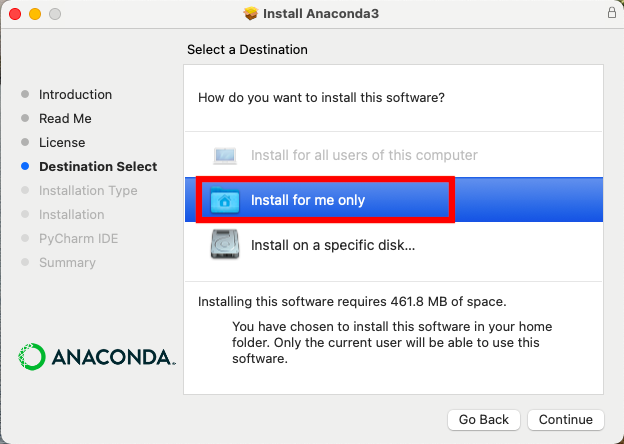 Install Anaconda3
Select a Destination
Introduction
Read Me
License
Destination Select
Installation Type
Installation
PyCharm IDE
Summary
ANACONDA.
How do you want to install this software?
Install for all users of this computer
Install for me only
Install on a specific disk...
Installing this software requires 461.8 MB of space.
You have chosen to install this software in your home
folder. Only the current user will be able to use this
software.
Go Back
Continue